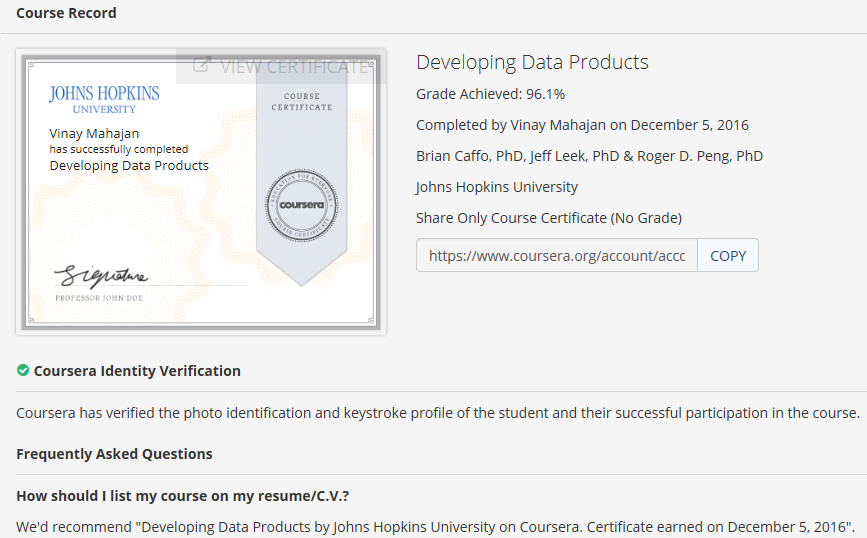 Course Record
VIEW CERTIFICATE
JOHNS HOPKINS
UNIVERSITY
COURSE
CERTIFICATE
Vinay Mahajan
has successfully completed
Developing Data Products
EDUCATION FOR EVERYONE
coursera
COURSE CERTIFICATE
Signature
PROFESSOR JOHN DOE
Developing Data Products
Grade Achieved: 96.1%
Completed by Vinay Mahajan on December 5, 2016
Brian Caffo, PhD, Jeff Leek, PhD & Roger D. Peng, PhD
Johns Hopkins University
Share Only Course Certificate (No Grade)
https://www.coursera.org/account/accc COPY
Coursera Identity Verification
Coursera has verified the photo identification and keystroke profile of the student and their successful participation in the course.
Frequently Asked Questions
How should I list my course on my resume/C.V.?
We'd recommend "Developing Data Products by Johns Hopkins University on Coursera. Certificate earned on December 5, 2016".